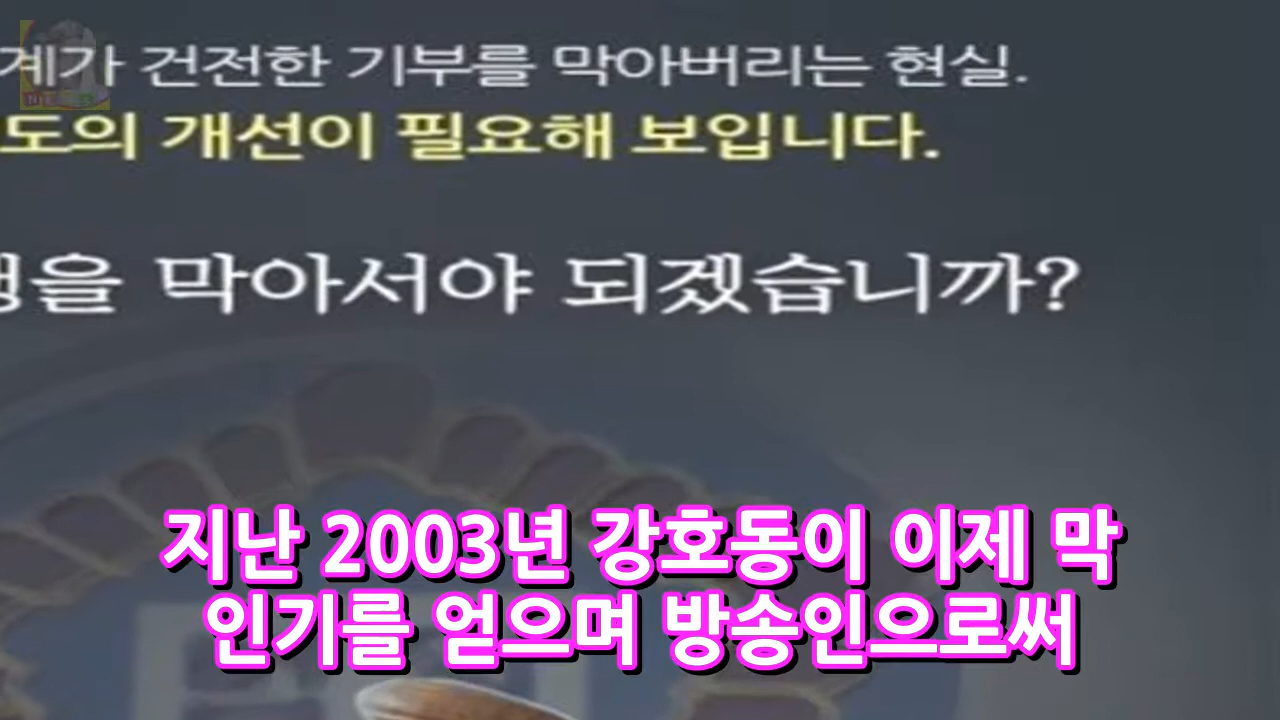 계가 건전한 기부를 막아버리는 현실.
도의 개선이 필요해 보입니다.
을 막아서야 되겠습니까?
지난 2003년 강호동이 이제 막
인기를 얻으며 방송인으로써